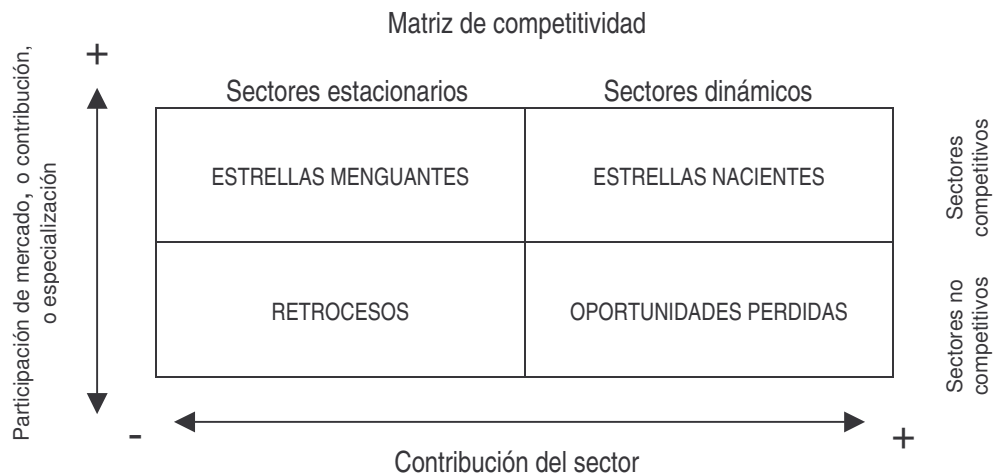 Matriz de competitividad
+
Participación de mercado, o contribución,
o especialización
Sectores estacionarios
Sectores dinámicos
ESTRELLAS MENGUANTES
ESTRELLAS NACIENTES
Sectores
competitivos
RETROCESOS
OPORTUNIDADES PERDIDAS
Sectores no
competitivos
-
+
Contribución del sector